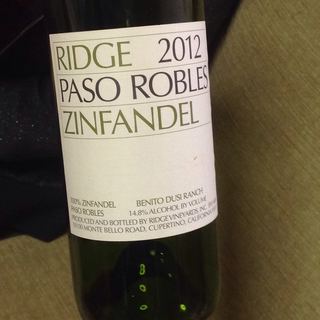 RIDGE 2012
PASO ROBLES
ZINFANDEL
100% ZINFANDEL BENITO DUSI RANCH
PASO ROBLES 14.8% ALCOHOL BY VOLUME
PRODUCED AND BOTTLED BY RIDGE VINEYARDS, INC.
MONTE BELLO ROAD, CUPERTINO, CALIFORNIA